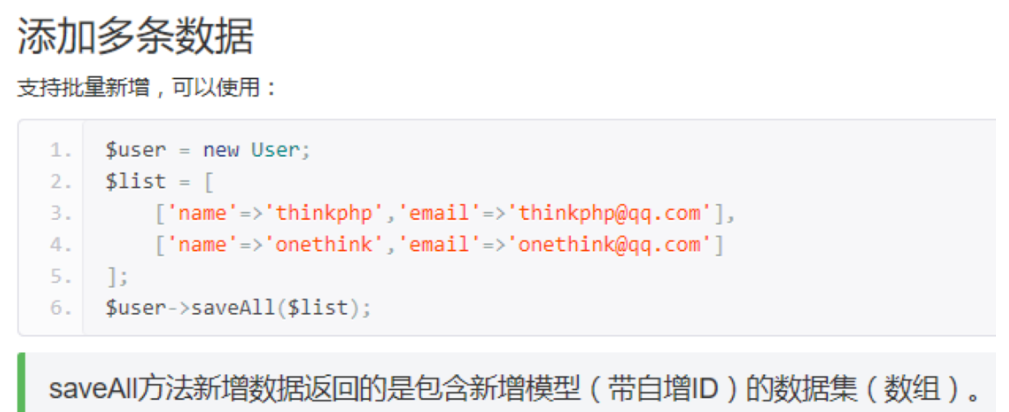 添加多条数据
支持批量新增，可以使用：
1. $user = new User;
2. $list = [
3.     ['name'=>'thinkphp','email'=>'thinkphp@qq.com'],
4.     ['name'=>'onethink','email'=>'onethink@qq.com']
5. ];
6. $user->saveAll($list);
saveAll方法新增数据返回的是包含新增模型（带自增ID）的数据集（数组）。